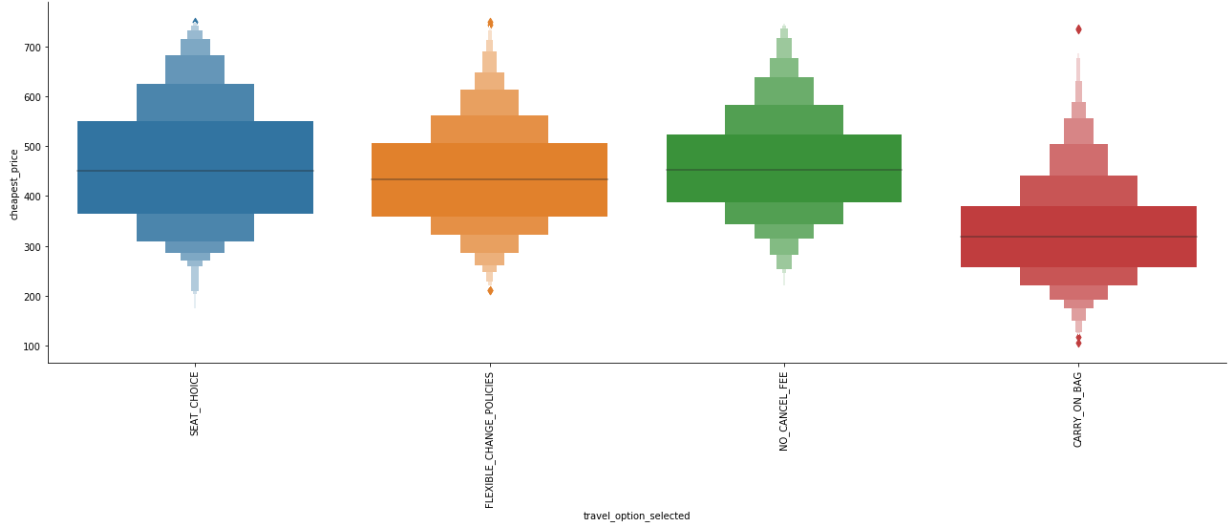 700
600
500
400
300
200
100
cheapest_price
SEAT_CHOICE
FLEXIBLE_CHANGE_POLICIES
NO_CANCEL_FEE
CARRY_ON_BAG
travel_option_selected